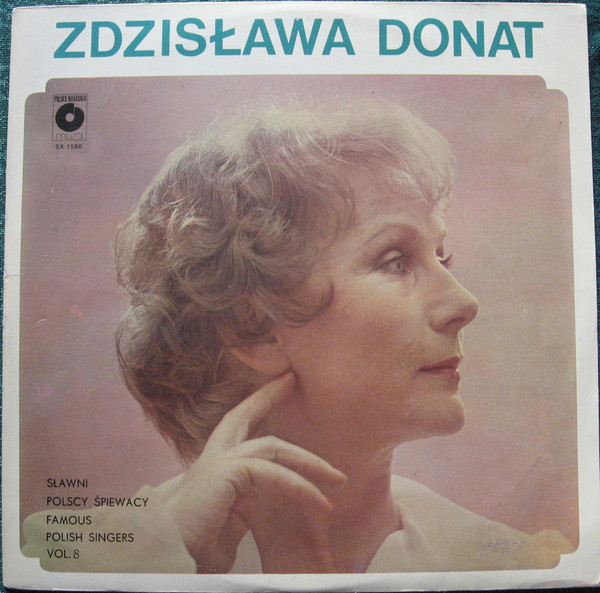 ZDZISŁAWA DONAT
POLSKIE NAGRANIA
muza
SX 1586
SŁAWNI
POLSCY ŚPIEWACY
FAMOUS
POLISH SINGERS
VOL. 8